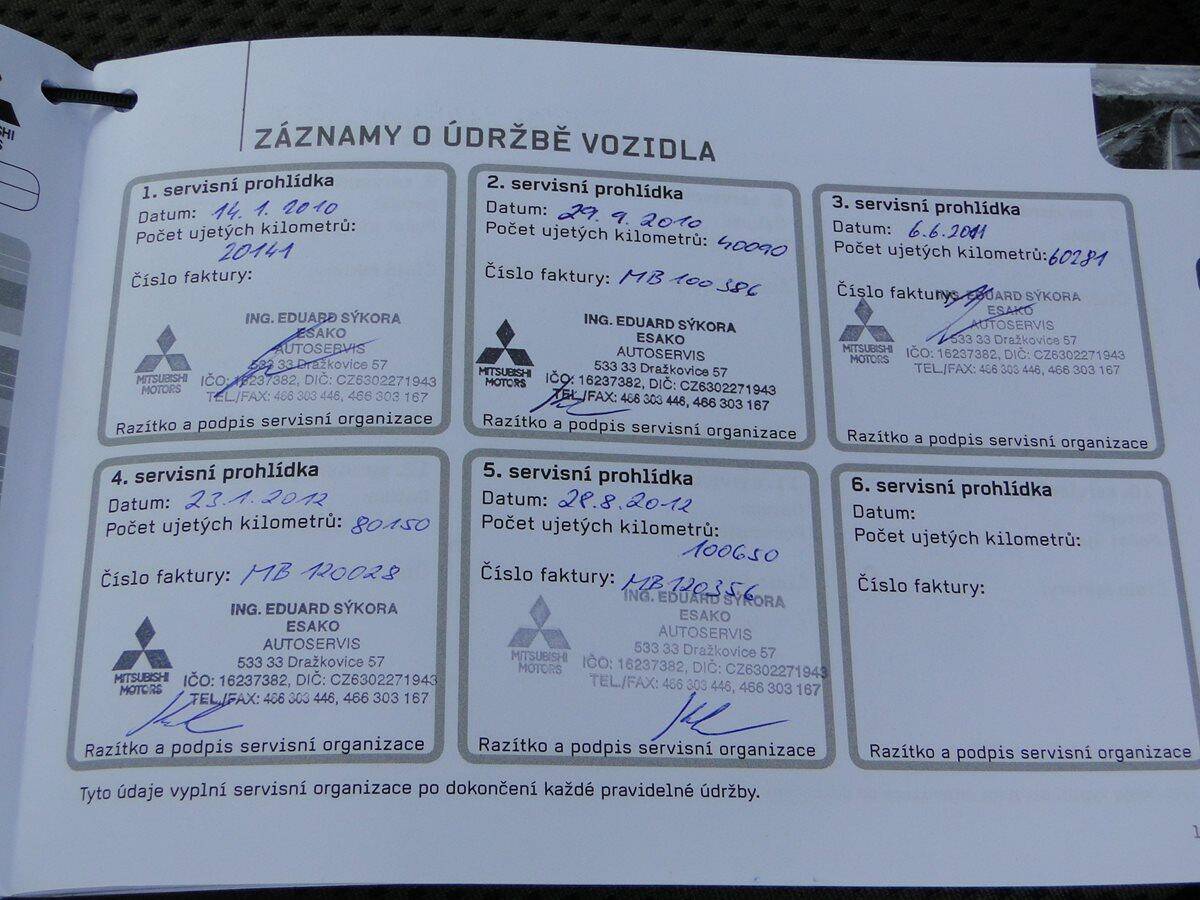 ZÁZNAMY O ÚDRŽBĚ VOZIDLA
1. servisní prohlídka
Datum: 14. 1. 2010
Počet ujetých kilometrů:
20141
Číslo faktury:
ING. EDUARD SÝKORA
ESAKO
AUTOSERVIS
533 33 Dražkovice 57
IČO: 16237382, DIČ: CZ6302271943
TEL./FAX: 466 303 446, 466 303 167
MITSUBISHI
MOTORS
Razítko a podpis servisní organizace
2. servisní prohlídka
Datum: 29. 9. 2010
Počet ujetých kilometrů: 40090
Číslo faktury: MB 100386
ING. EDUARD SÝKORA
ESAKO
AUTOSERVIS
533 33 Dražkovice 57
IČO: 16237382, DIČ: CZ6302271943
TEL./FAX: 466 303 446, 466 303 167
MITSUBISHI
MOTORS
Razítko a podpis servisní organizace
3. servisní prohlídka
Datum: 6.6.2011
Počet ujetých kilometrů: 60281
Číslo faktury:
ING. EDUARD SÝKORA
ESAKO
AUTOSERVIS
533 33 Dražkovice 57
IČO: 16237382, DIČ: CZ6302271943
TEL./FAX: 466 303 446, 466 303 167
MITSUBISHI
MOTORS
Razítko a podpis servisní organizace
4. servisní prohlídka
Datum: 23.1.2012
Počet ujetých kilometrů: 80150
Číslo faktury: MB 120028
ING. EDUARD SÝKORA
ESAKO
AUTOSERVIS
533 33 Dražkovice 57
IČO: 16237382, DIČ: CZ6302271943
TEL./FAX: 466 303 446, 466 303 167
MITSUBISHI
MOTORS
Razítko a podpis servisní organizace
5. servisní prohlídka
Datum: 28.8.2012
Počet ujetých kilometrů:
100650
Číslo faktury: MB120356
ING. EDUARD SÝKORA
ESAKO
AUTOSERVIS
533 33 Dražkovice 57
IČO: 16237382, DIČ: CZ6302271943
TEL./FAX: 466 303 446, 466 303 167
MITSUBISHI
MOTORS
Razítko a podpis servisní organizace
6. servisní prohlídka
Datum:
Počet ujetých kilometrů:
Číslo faktury:
Razítko a podpis servisní organizace
Tyto údaje vyplní servisní organizace po dokončení každé pravidelné údržby.